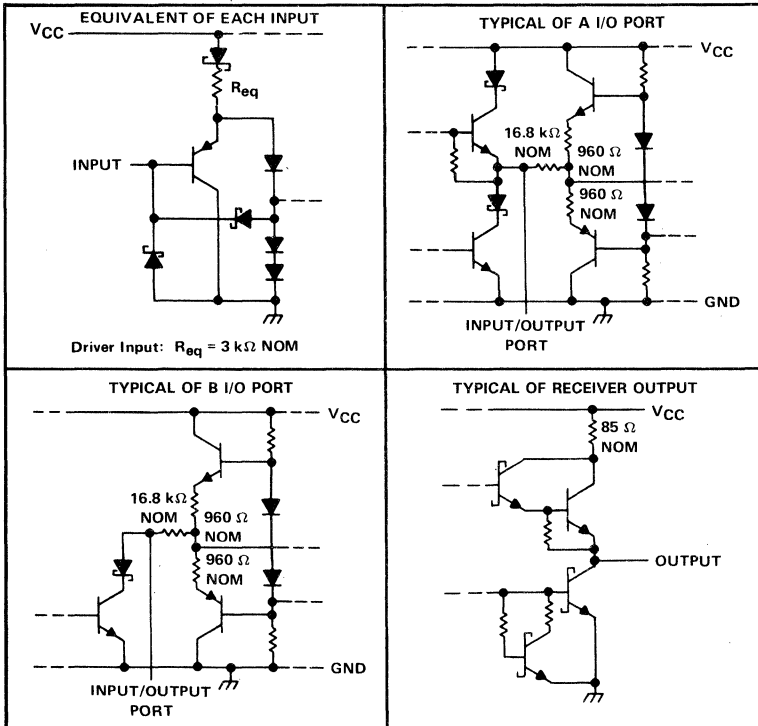 EQUIVALENT OF EACH INPUT
VCC
Req
INPUT
Driver Input: Req = 3 kΩ NOM
TYPICAL OF A I/O PORT
VCC
16.8 kΩ
NOM
960 Ω
NOM
960 Ω
NOM
GND
INPUT/OUTPUT
PORT
TYPICAL OF B I/O PORT
VCC
16.8 kΩ
NOM
960 Ω
NOM
960 Ω
NOM
GND
INPUT/OUTPUT
PORT
TYPICAL OF RECEIVER OUTPUT
VCC
85 Ω
NOM
OUTPUT